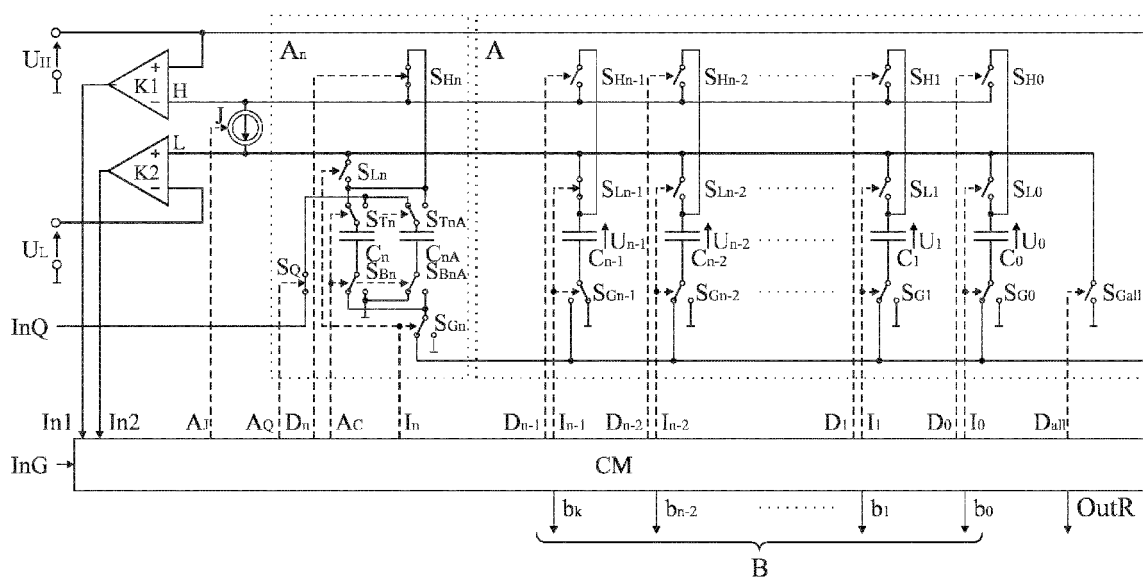 An A
UH K1 + − H SHn SHn-1 SHn-2 SH1 SH0
J
UL K2 + − L SLn SLn-1 SLn-2 SL1 SL0
STn STnA
Cn CnA Cn-1 Un-1 Cn-2 Un-2 C1 U1 C0 U0
SQ SBn SBnA SGn-1 SGn-2 SG1 SG0 SGall
InQ SGn
In1 In2 AJ AQ Dn AC In Dn-1 In-1 Dn-2 In-2 D1 I1 D0 I0 Dall
InG CM
bk bn-2 b1 b0 OutR
B